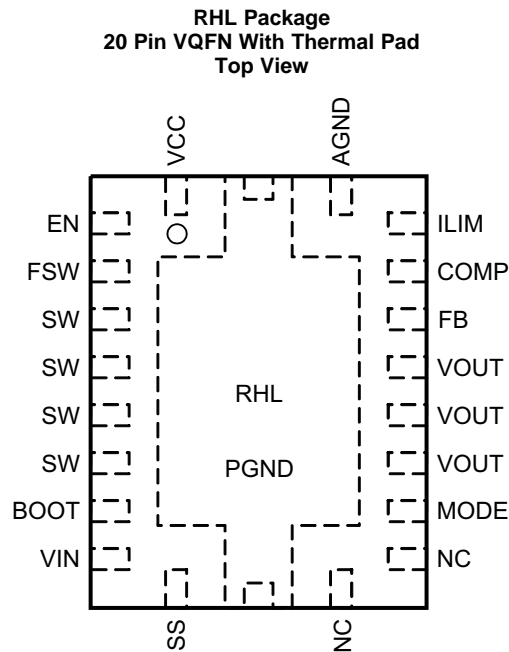 RHL Package
20 Pin VQFN With Thermal Pad
Top View
VCC
AGND
EN
ILIM
FSW
COMP
SW
FB
SW
VOUT
RHL
SW
VOUT
PGND
SW
VOUT
BOOT
MODE
VIN
NC
SS
NC